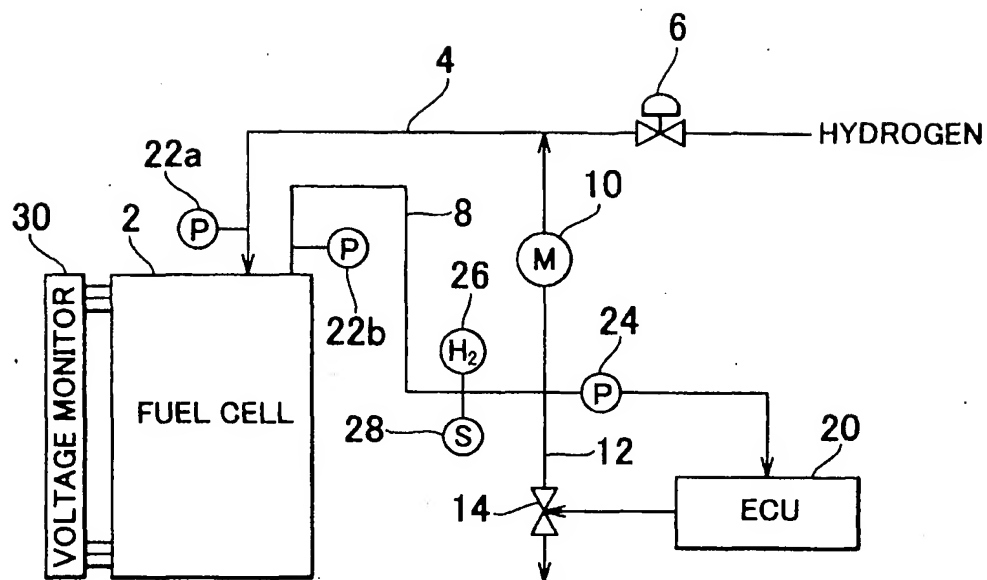 6
4
HYDROGEN
22a
P
10
30
2
8
P
M
26
22b
24
H₂
P
VOLTAGE MONITOR
FUEL CELL
28
S
20
12
14
ECU